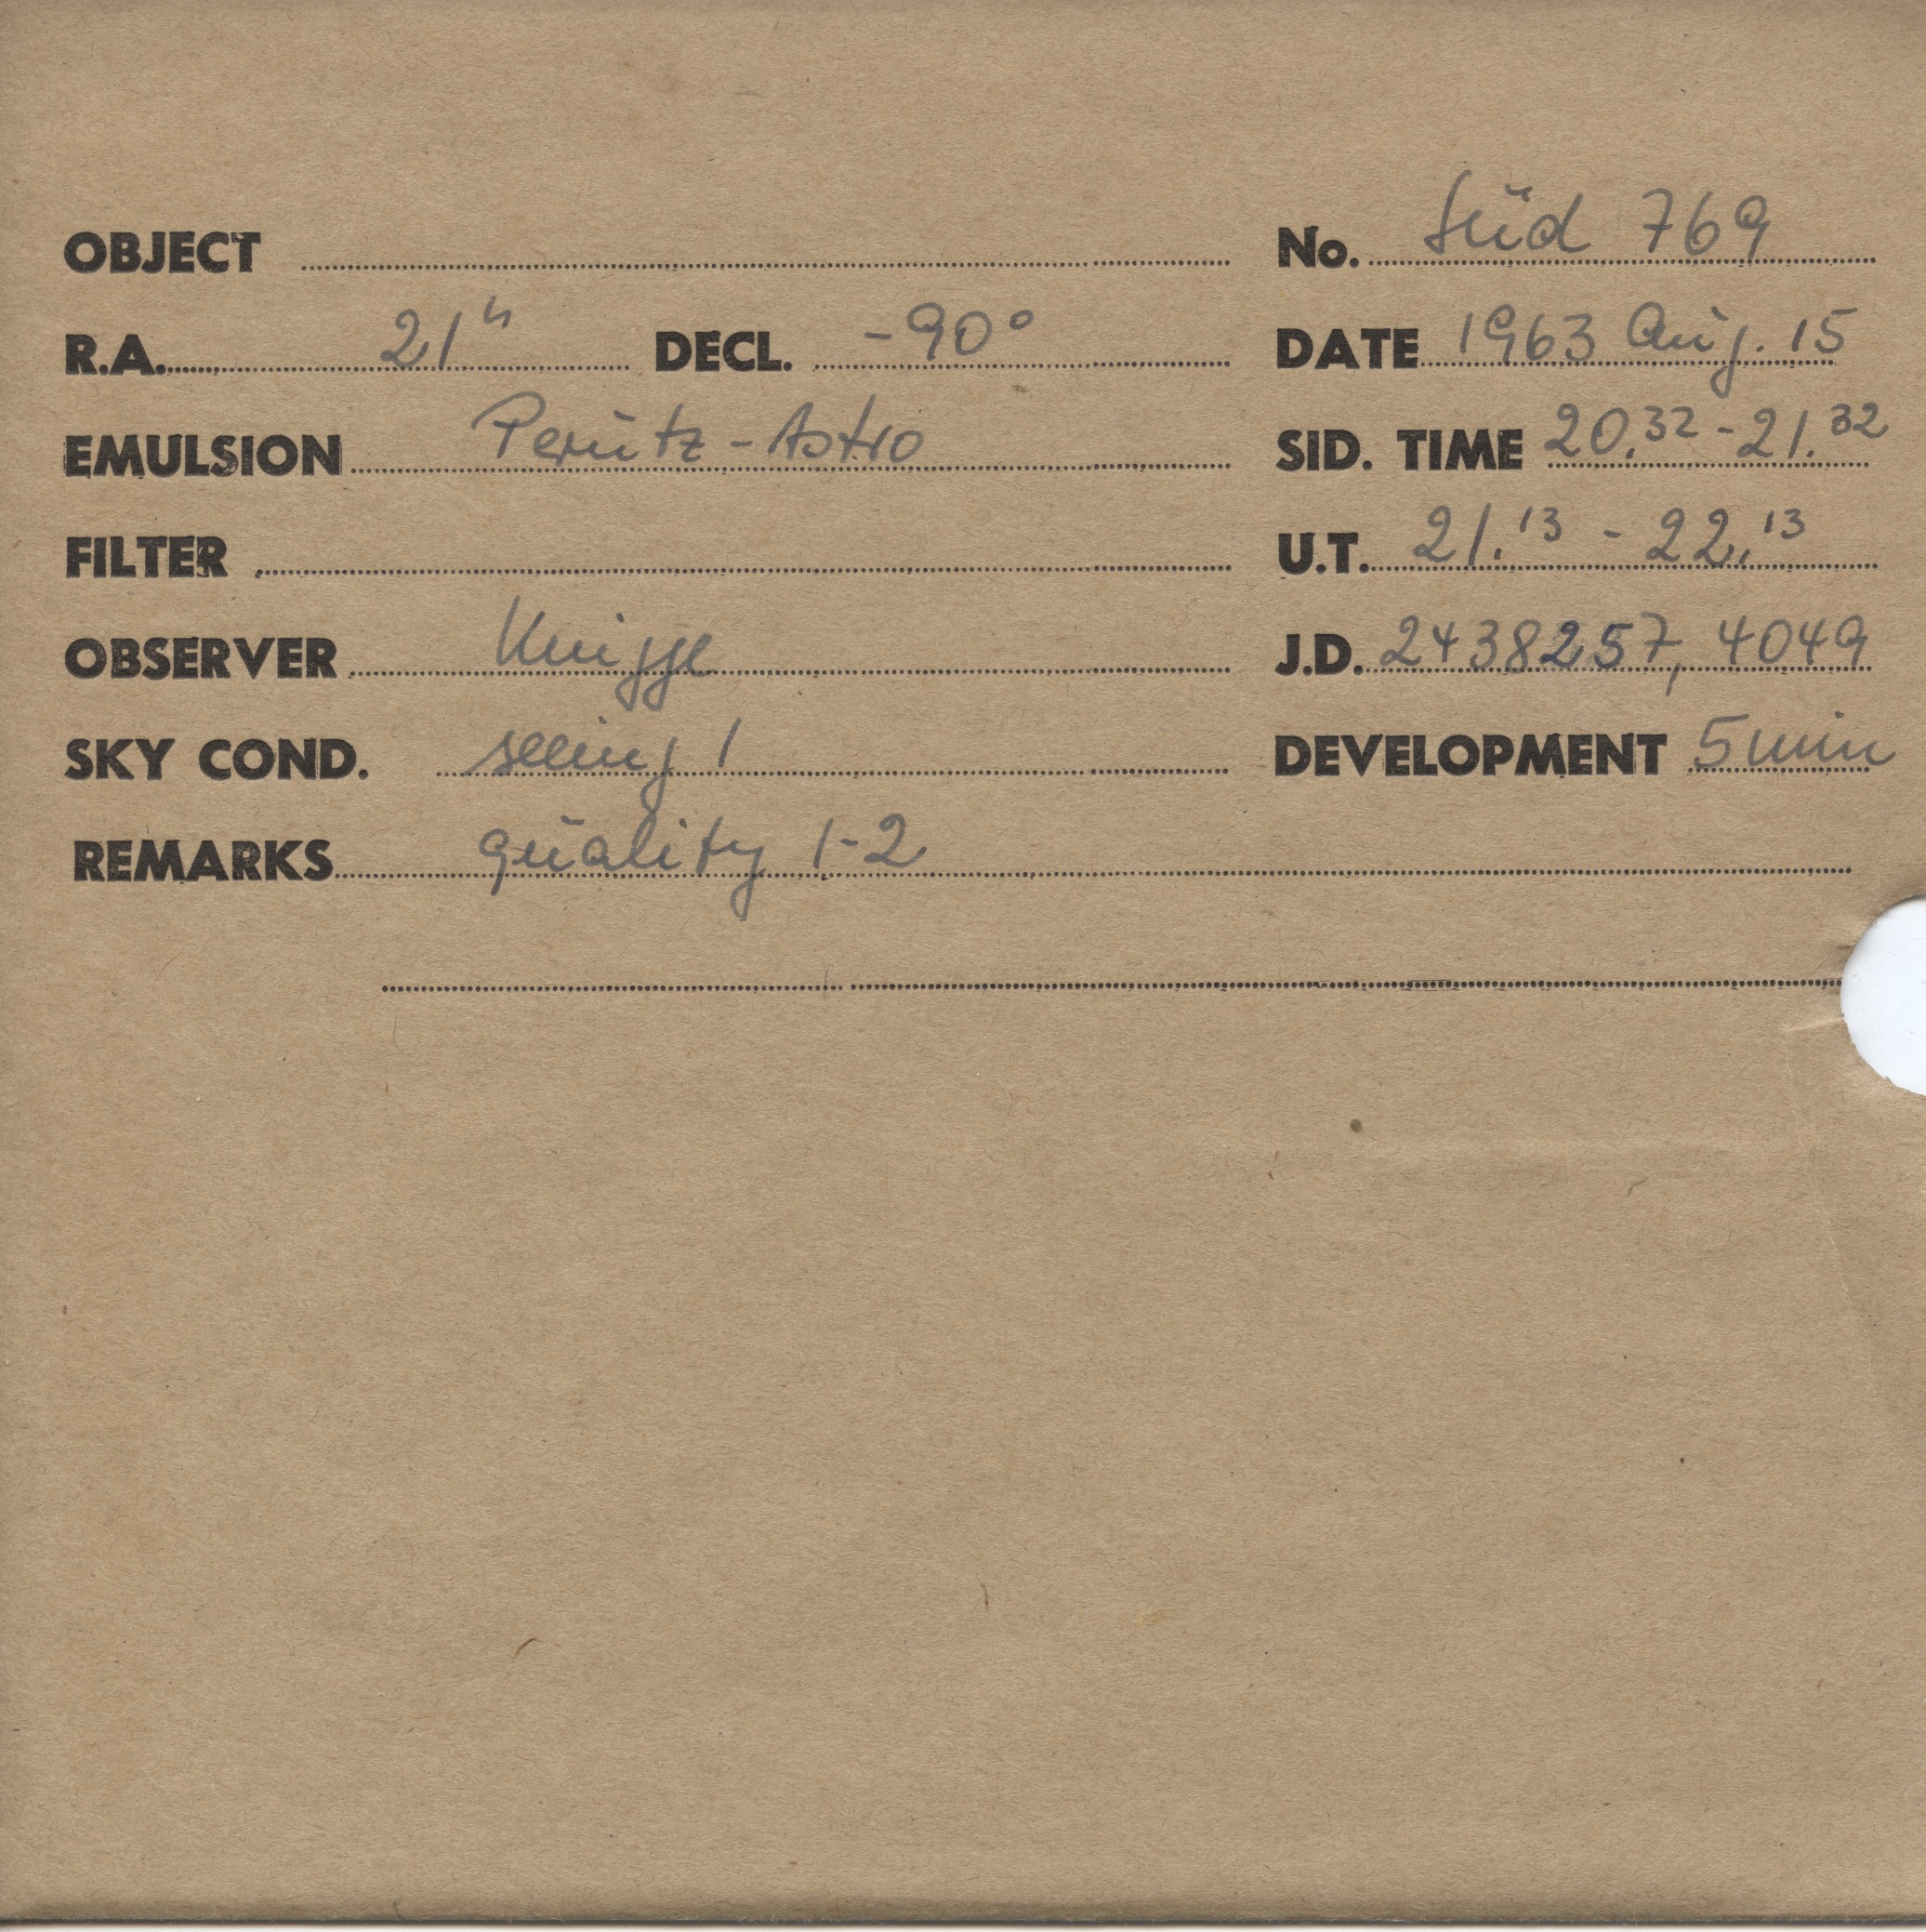 OBJECT No. Süd 769
R.A. 21h DECL. -90° DATE 1963 Aug. 15
EMULSION Perutz-Astro SID. TIME 20.32-21.32
FILTER U.T. 21.13 - 22.13
OBSERVER Knigge J.D. 2438257,4049
SKY COND. seeing 1 DEVELOPMENT 5 min
REMARKS quality 1-2